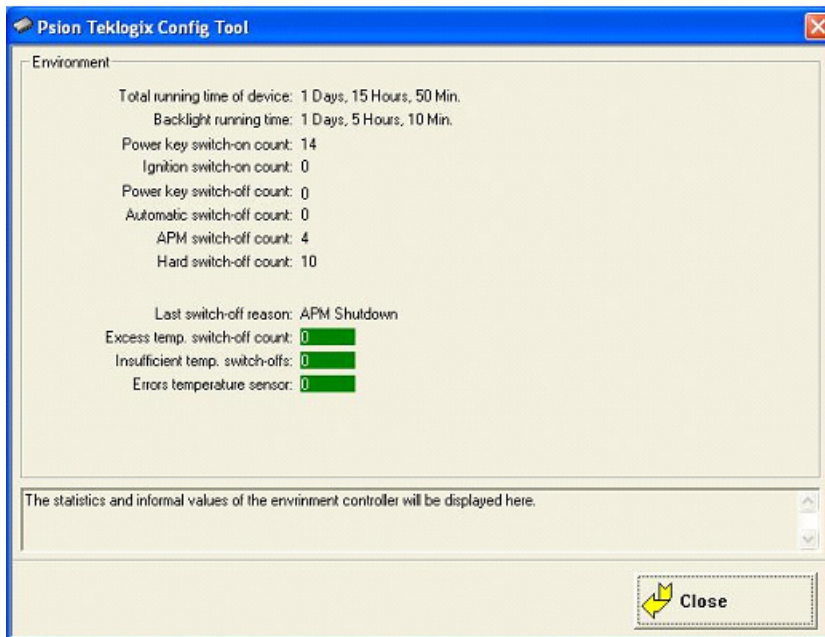 Psion Teklogix Config Tool
Environment
Total running time of device: 1 Days, 15 Hours, 50 Min.
Backlight running time: 1 Days, 5 Hours, 10 Min.
Power key switch-on count: 14
Ignition switch-on count: 0
Power key switch-off count: 0
Automatic switch-off count: 0
APM switch-off count: 4
Hard switch-off count: 10
Last switch-off reason: APM Shutdown
Excess temp. switch-off count: 0
Insufficient temp. switch-offs: 0
Errors temperature sensor: 0
The statistics and informal values of the envrinment controller will be displayed here.
Close